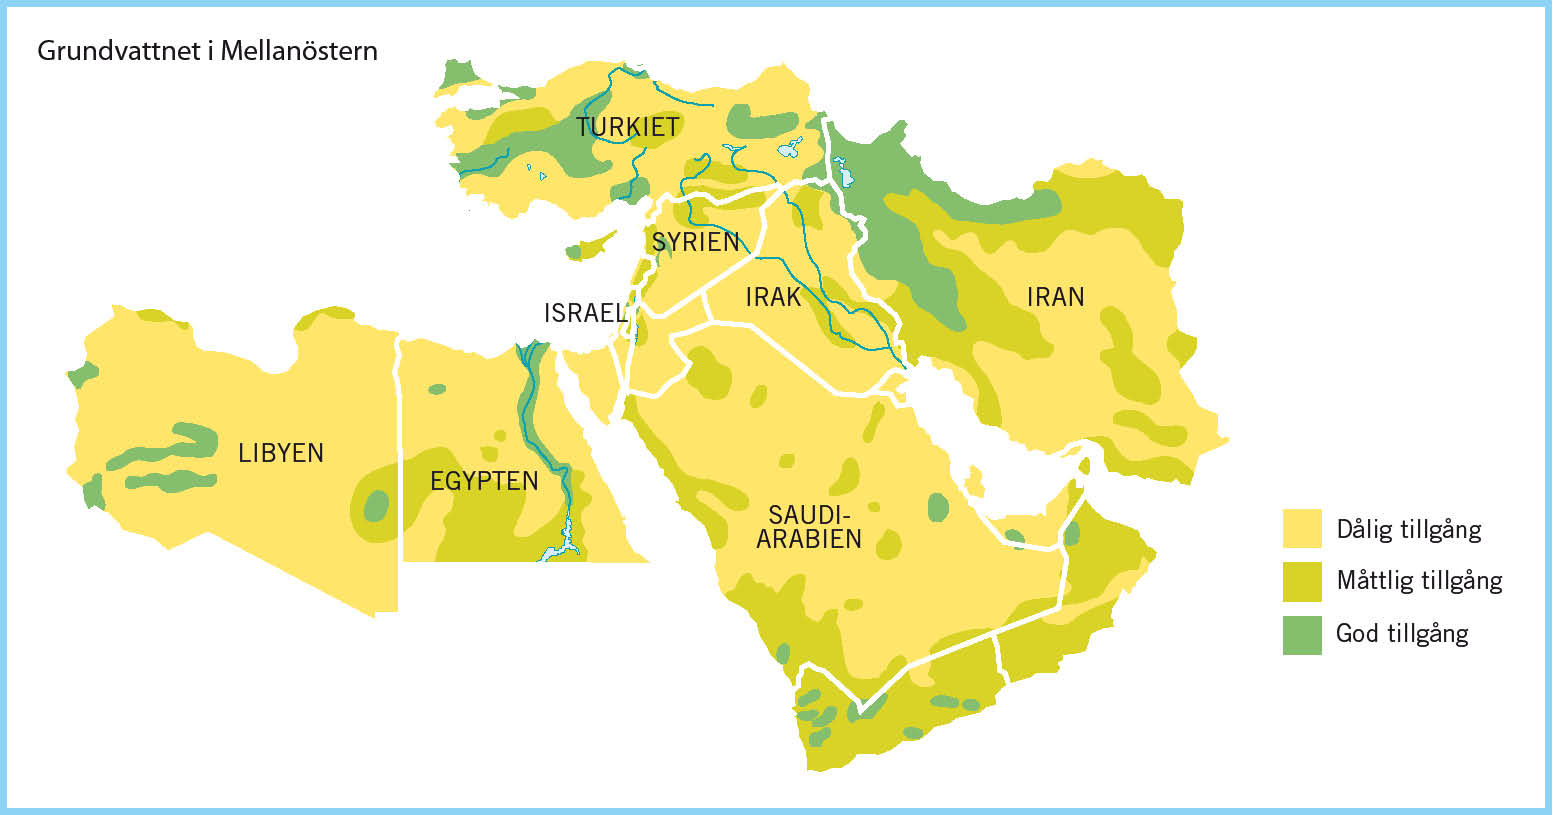 Grundvattnet i Mellanöstern
TURKIET
SYRIEN
ISRAEL
IRAK
IRAN
LIBYEN
EGYPTEN
SAUDI-
ARABIEN
Dålig tillgång
Måttlig tillgång
God tillgång